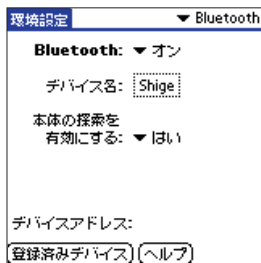 環境設定 ▼ Bluetooth
Bluetooth: ▼ オン
デバイス名: Shige
本体の探索を
有効にする: ▼ はい
デバイスアドレス:
登録済みデバイス ヘルプ